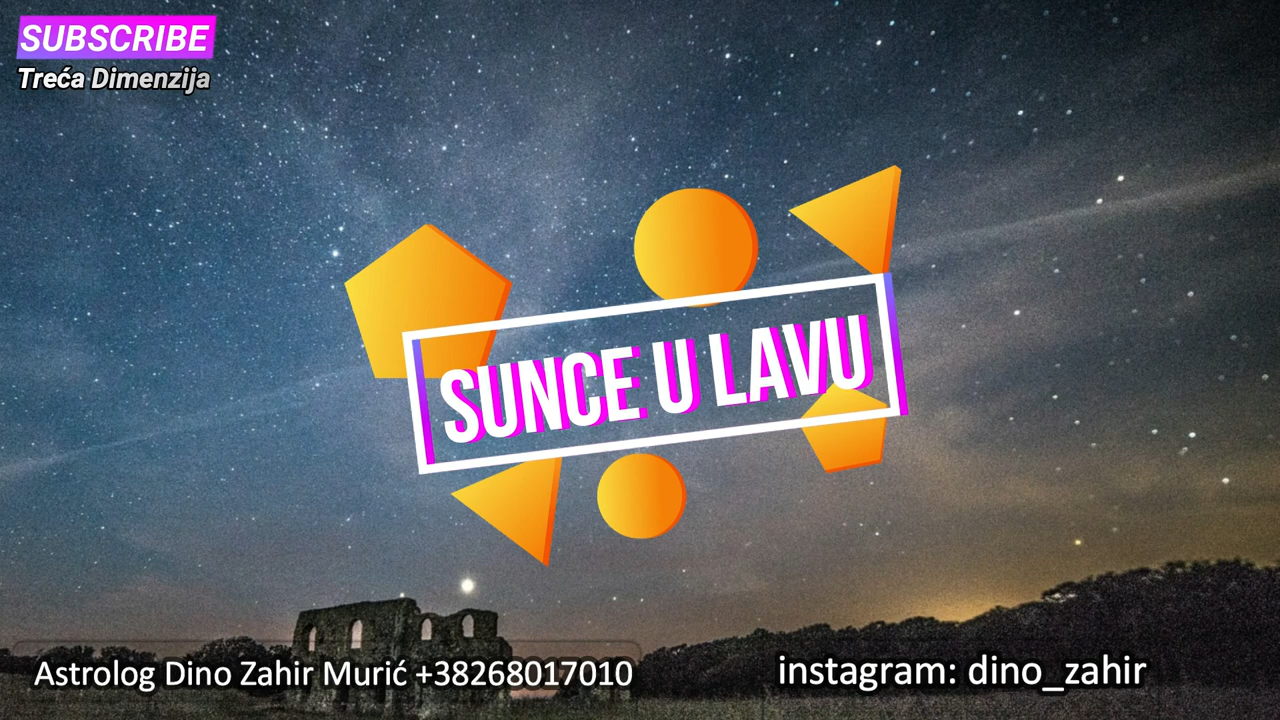 SUBSCRIBE
Treća Dimenzija
SUNCE U LAVU
Astrolog Dino Zahir Murić +38268017010
instagram: dino_zahir